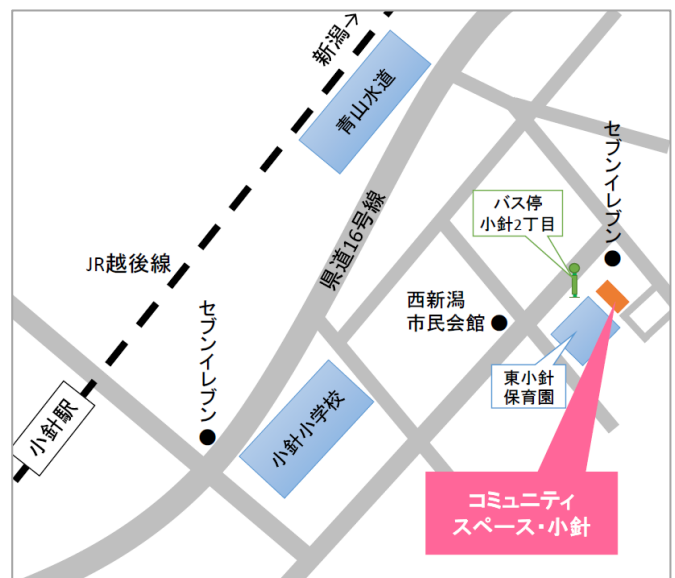 新潟→
青山水道
セブンイレブン
バス停
小針2丁目
県道16号線
JR越後線
西新潟
市民会館
セブンイレブン
東小針
保育園
小針駅
小針小学校
コミュニティ
スペース・小針